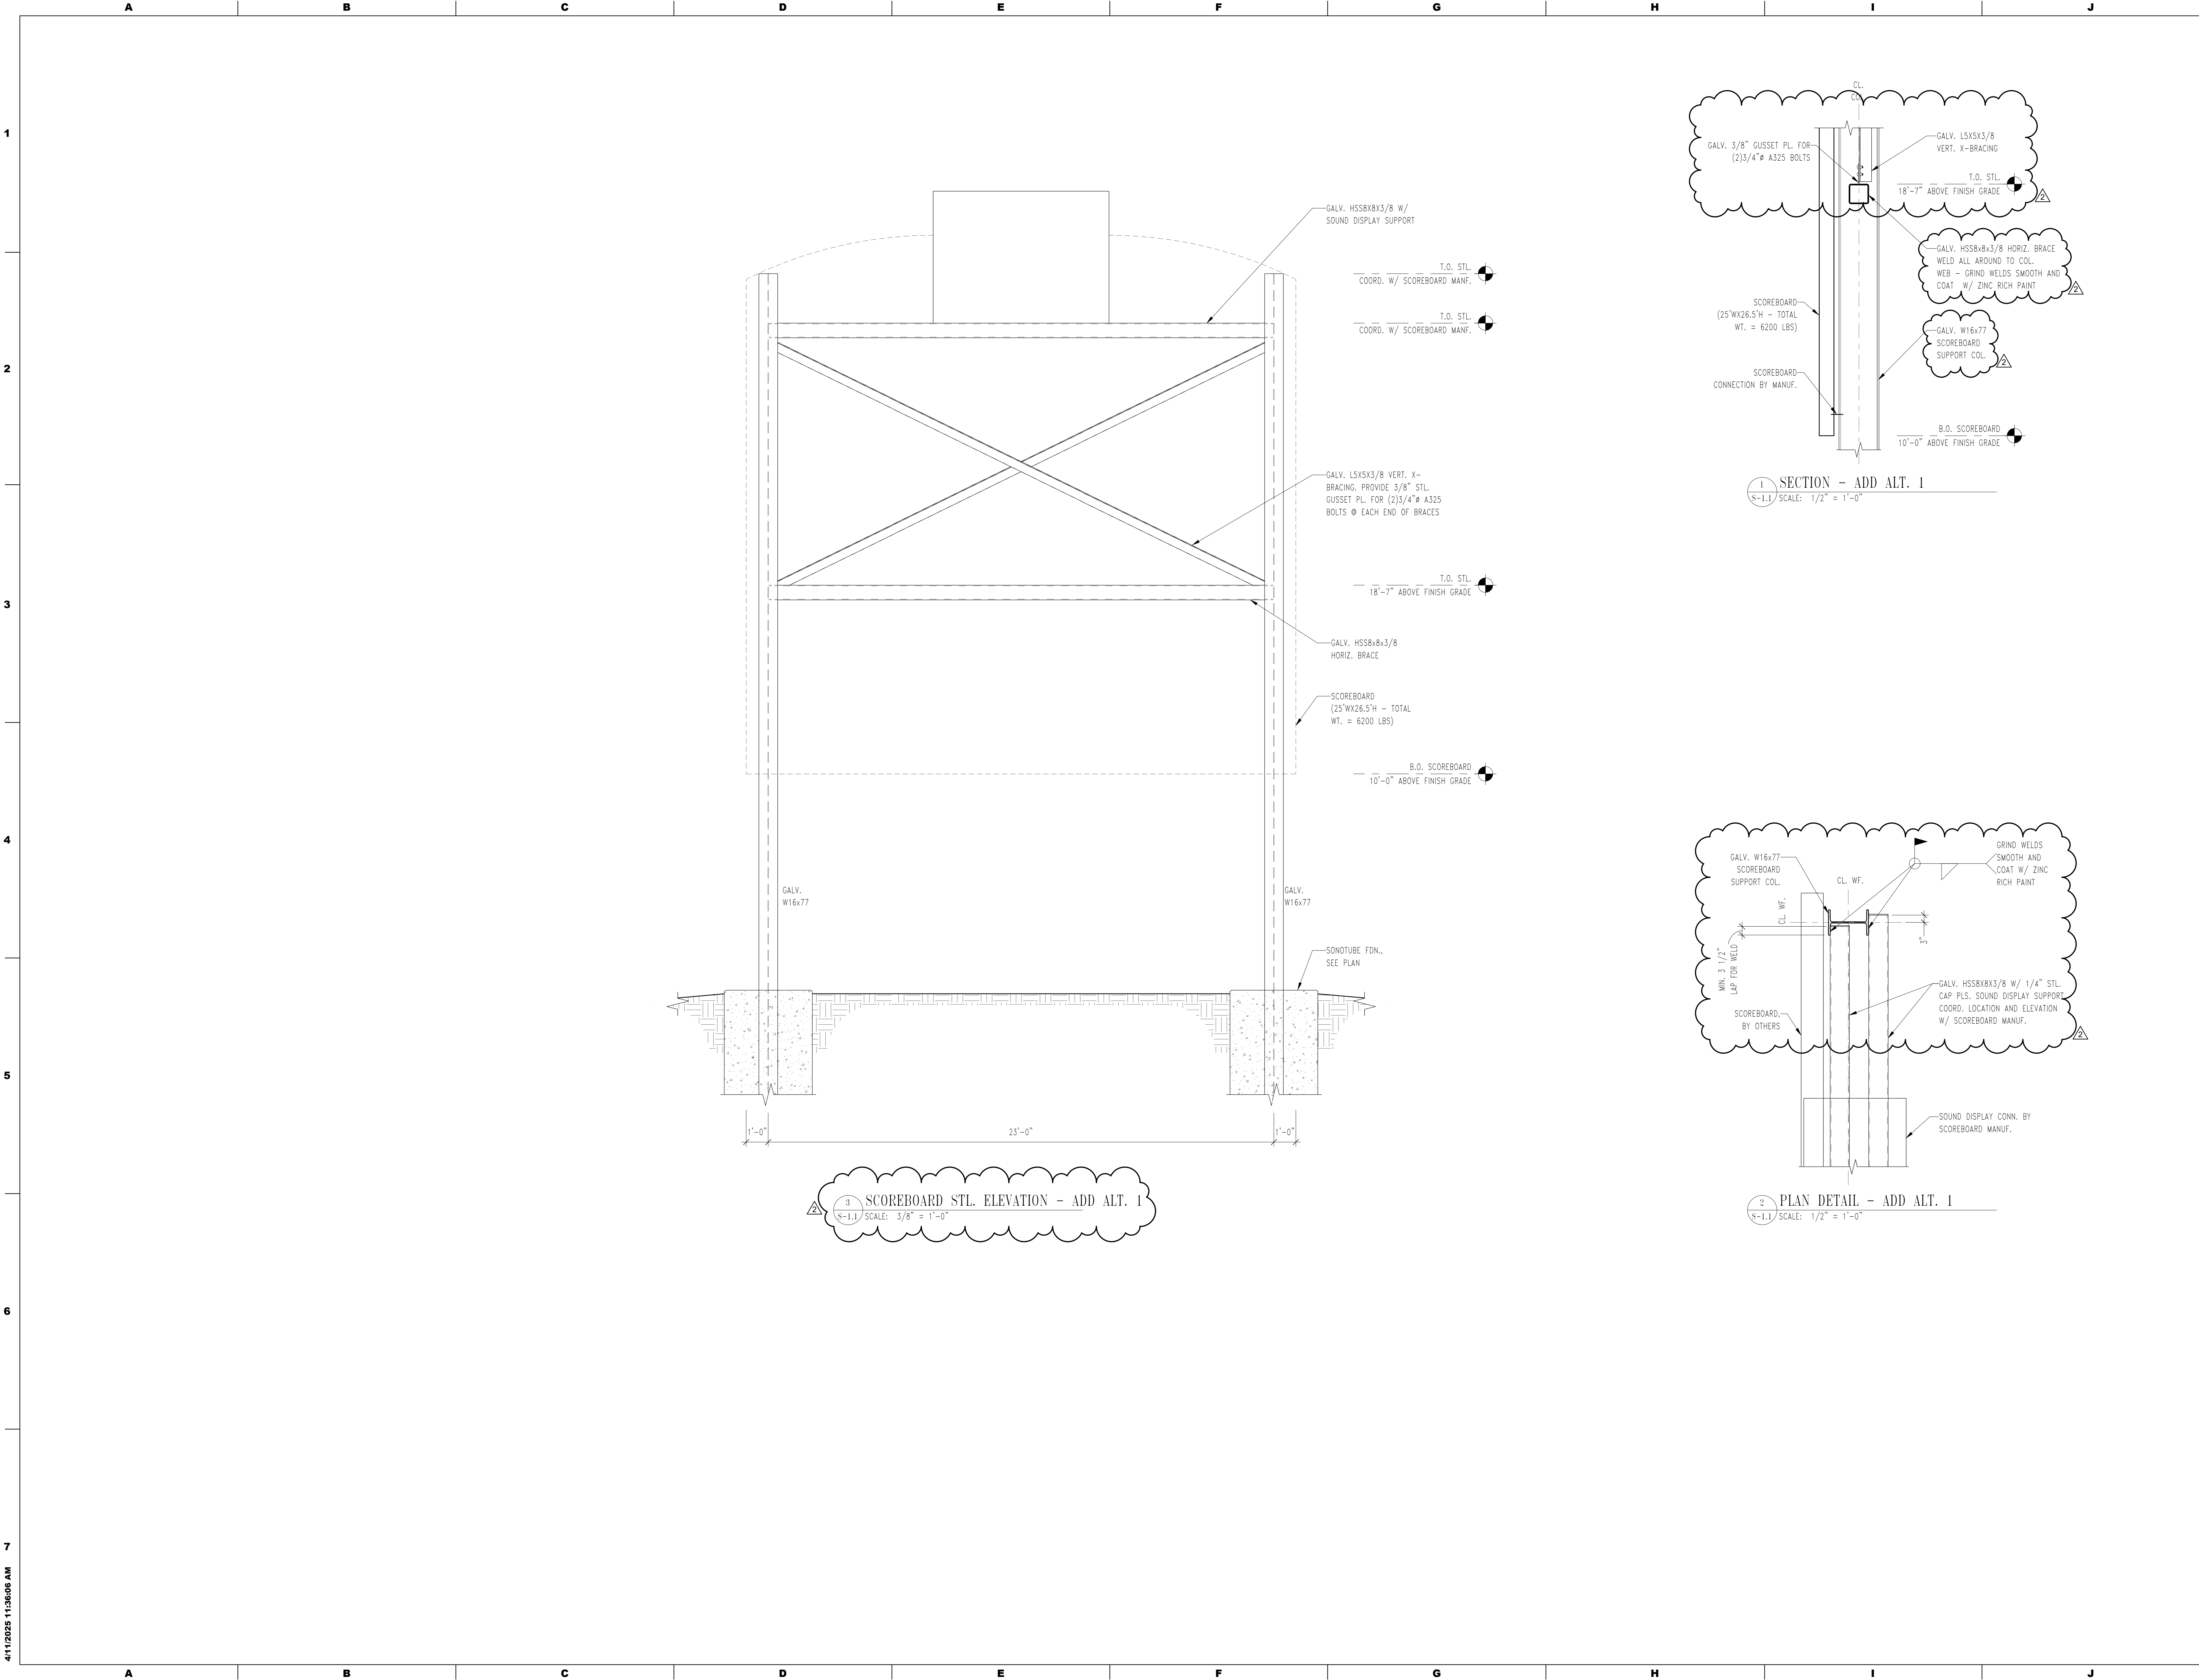 A B C D E F G H I J
1
2
3
4
5
6
7
4/11/2025 11:36:06 AM
GALV. HSS8X8X3/8 W/
SOUND DISPLAY SUPPORT
T.O. STL.
COORD. W/ SCOREBOARD MANF.
T.O. STL.
COORD. W/ SCOREBOARD MANF.
GALV. L5X5X3/8 VERT. X-
BRACING. PROVIDE 3/8" STL.
GUSSET PL. FOR (2)3/4"ø A325
BOLTS @ EACH END OF BRACES
T.O. STL.
18'-7" ABOVE FINISH GRADE
GALV. HSS8x8x3/8
HORIZ. BRACE
SCOREBOARD
(25'WX26.5'H - TOTAL
WT. = 6200 LBS)
B.O. SCOREBOARD
10'-0" ABOVE FINISH GRADE
GALV.
W16x77
GALV.
W16x77
SONOTUBE FDN.,
SEE PLAN
1'-0"
23'-0"
1'-0"
2
3
S-1.1
SCOREBOARD STL. ELEVATION - ADD ALT. 1
SCALE: 3/8" = 1'-0"
CL.
GALV. 3/8" GUSSET PL. FOR
(2)3/4"ø A325 BOLTS
GALV. L5X5X3/8
VERT. X-BRACING
T.O. STL.
18'-7" ABOVE FINISH GRADE
2
GALV. HSS8x8x3/8 HORIZ. BRACE
WELD ALL AROUND TO COL.
WEB - GRIND WELDS SMOOTH AND
COAT W/ ZINC RICH PAINT
2
SCOREBOARD
(25'WX26.5'H - TOTAL
WT. = 6200 LBS)
GALV. W16x77
SCOREBOARD
SUPPORT COL.
2
SCOREBOARD
CONNECTION BY MANUF.
B.O. SCOREBOARD
10'-0" ABOVE FINISH GRADE
1
S-1.1
SECTION - ADD ALT. 1
SCALE: 1/2" = 1'-0"
GALV. W16x77
SCOREBOARD
SUPPORT COL.
CL. WF.
CL. WF.
GRIND WELDS
SMOOTH AND
COAT W/ ZINC
RICH PAINT
3"
MIN. 3 1/2"
LAP FOR WELD
GALV. HSS8X8X3/8 W/ 1/4" STL.
CAP PLS. SOUND DISPLAY SUPPORT
COORD. LOCATION AND ELEVATION
W/ SCOREBOARD MANUF.
SCOREBOARD,
BY OTHERS
2
SOUND DISPLAY CONN. BY
SCOREBOARD MANUF.
2
S-1.1
PLAN DETAIL - ADD ALT. 1
SCALE: 1/2" = 1'-0"
A B C D E F G H I J